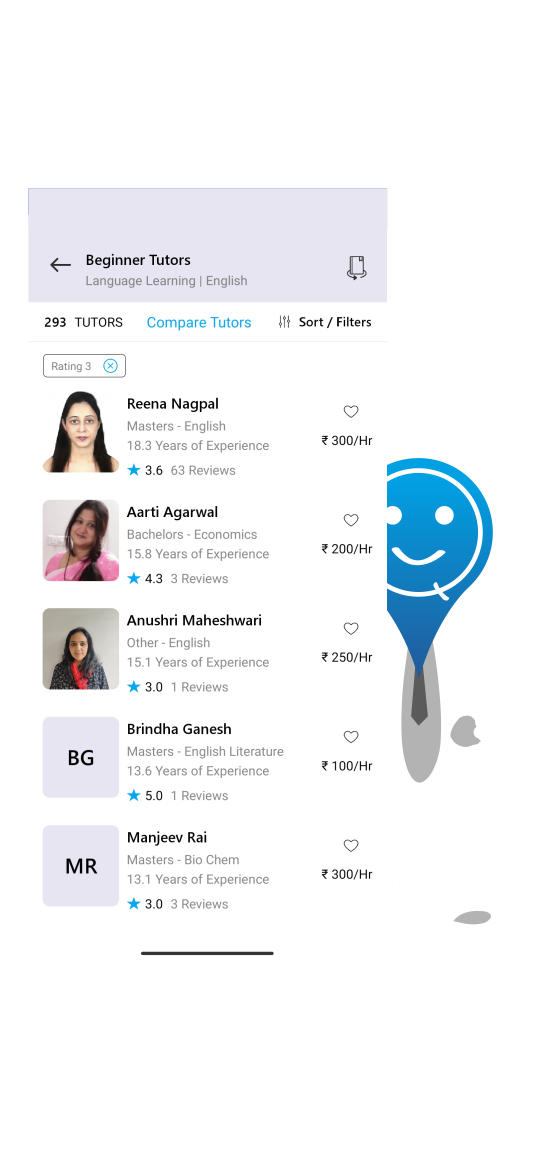 Beginner Tutors
Language Learning | English
293 TUTORS Compare Tutors Sort / Filters
Rating 3
Reena Nagpal
Masters - English
18.3 Years of Experience
₹ 300/Hr
3.6 63 Reviews
Aarti Agarwal
Bachelors - Economics
15.8 Years of Experience
₹ 200/Hr
4.3 3 Reviews
Anushri Maheshwari
Other - English
15.1 Years of Experience
₹ 250/Hr
3.0 1 Reviews
BG
Brindha Ganesh
Masters - English Literature
13.6 Years of Experience
₹ 100/Hr
5.0 1 Reviews
MR
Manjeev Rai
Masters - Bio Chem
13.1 Years of Experience
₹ 300/Hr
3.0 3 Reviews